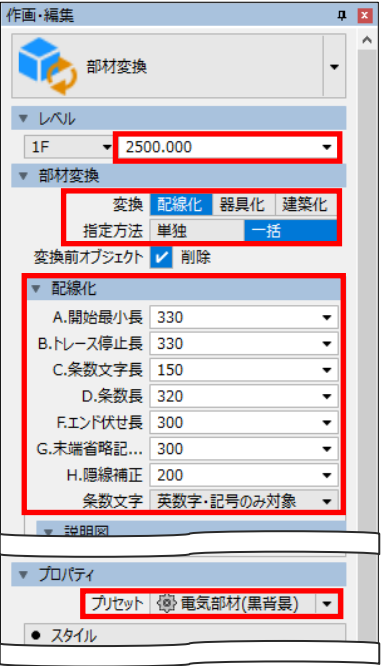 作画・編集
部材変換
レベル
1F 2500.000
部材変換
変換 配線化 器具化 建築化
指定方法 単独 一括
変換前オブジェクト 削除
配線化
A.開始最小長 330
B.トレース停止長 330
C.条数文字長 150
D.条数長 320
F.エンド伏せ長 300
G.末端省略記... 300
H.隠線補正 200
条数文字 英数字・記号のみ対象
説明図
プロパティ
プリセット 電気部材(黒背景)
● スタイル